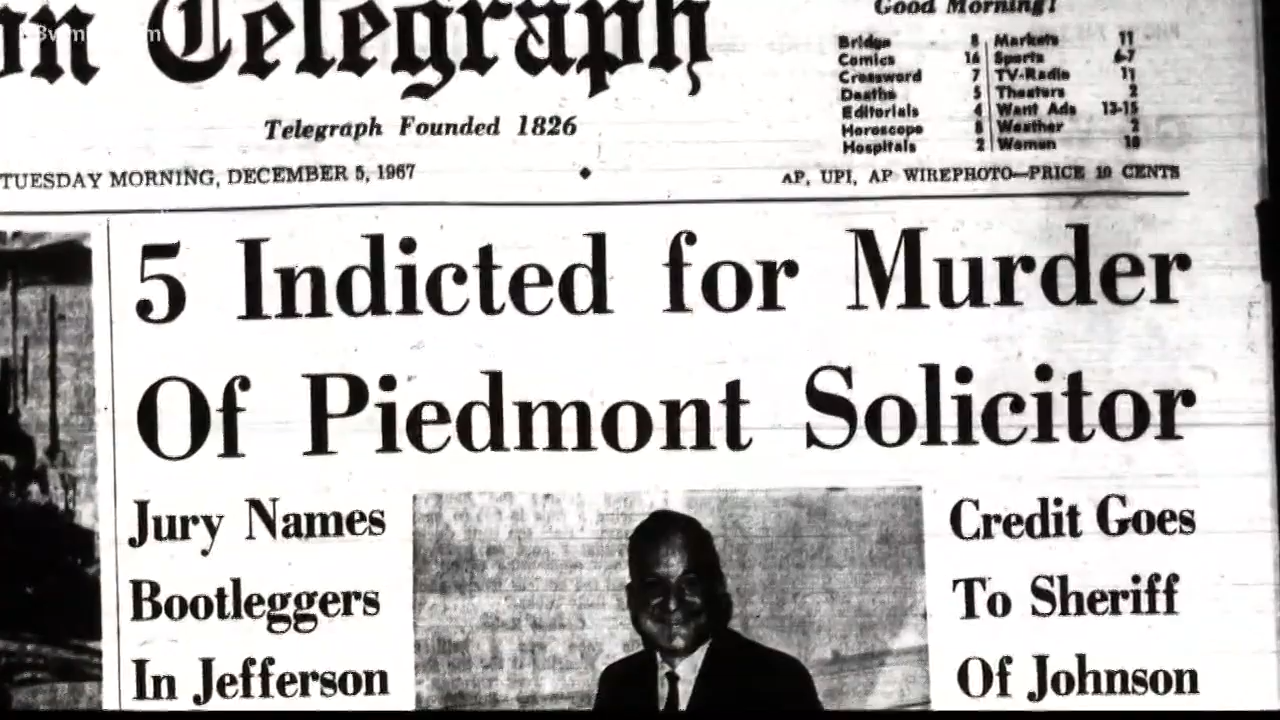 on Telegraph
Telegraph Founded 1826
Good Morning!
Bridge 8 Markets 11
Comics 16 Sports 6-7
Crossword 7 TV-Radio 11
Deaths 5 Theaters 2
Editorials 4 Want Ads 13-15
Horoscope 8 Weather 2
Hospitals 2 Women 10
TUESDAY MORNING, DECEMBER 5, 1967
AP, UPI, AP WIREPHOTO—PRICE 10 CENTS
5 Indicted for Murder
Of Piedmont Solicitor
Jury Names
Bootleggers
In Jefferson
Credit Goes
To Sheriff
Of Johnson